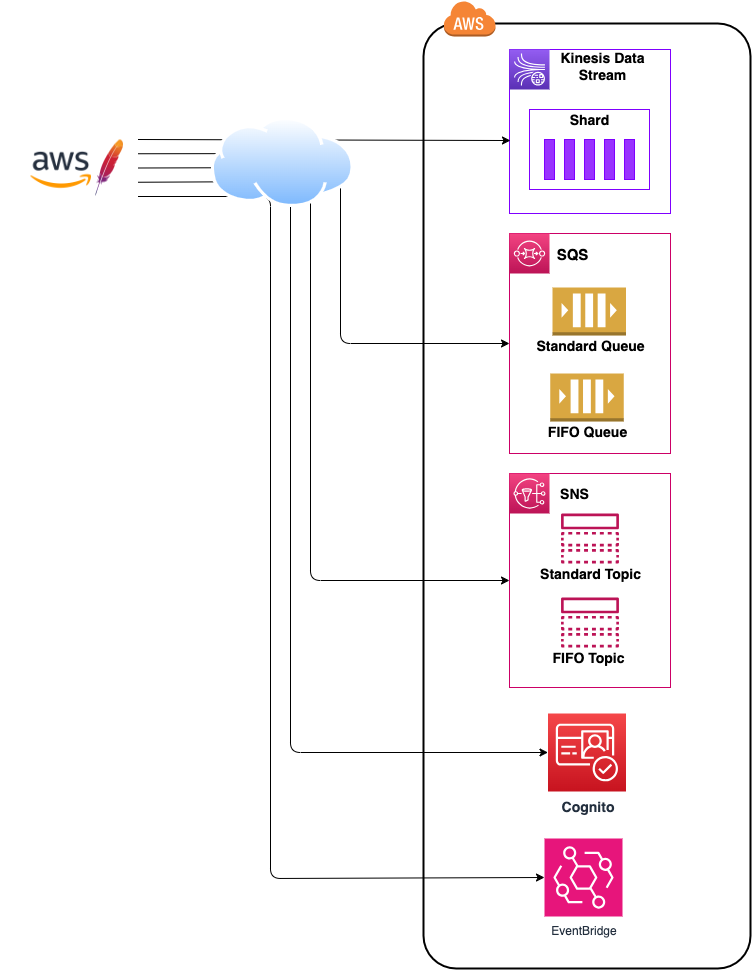 AWS
Kinesis Data
Stream
Shard
aws
SQS
Standard Queue
FIFO Queue
SNS
Standard Topic
FIFO Topic
Cognito
EventBridge